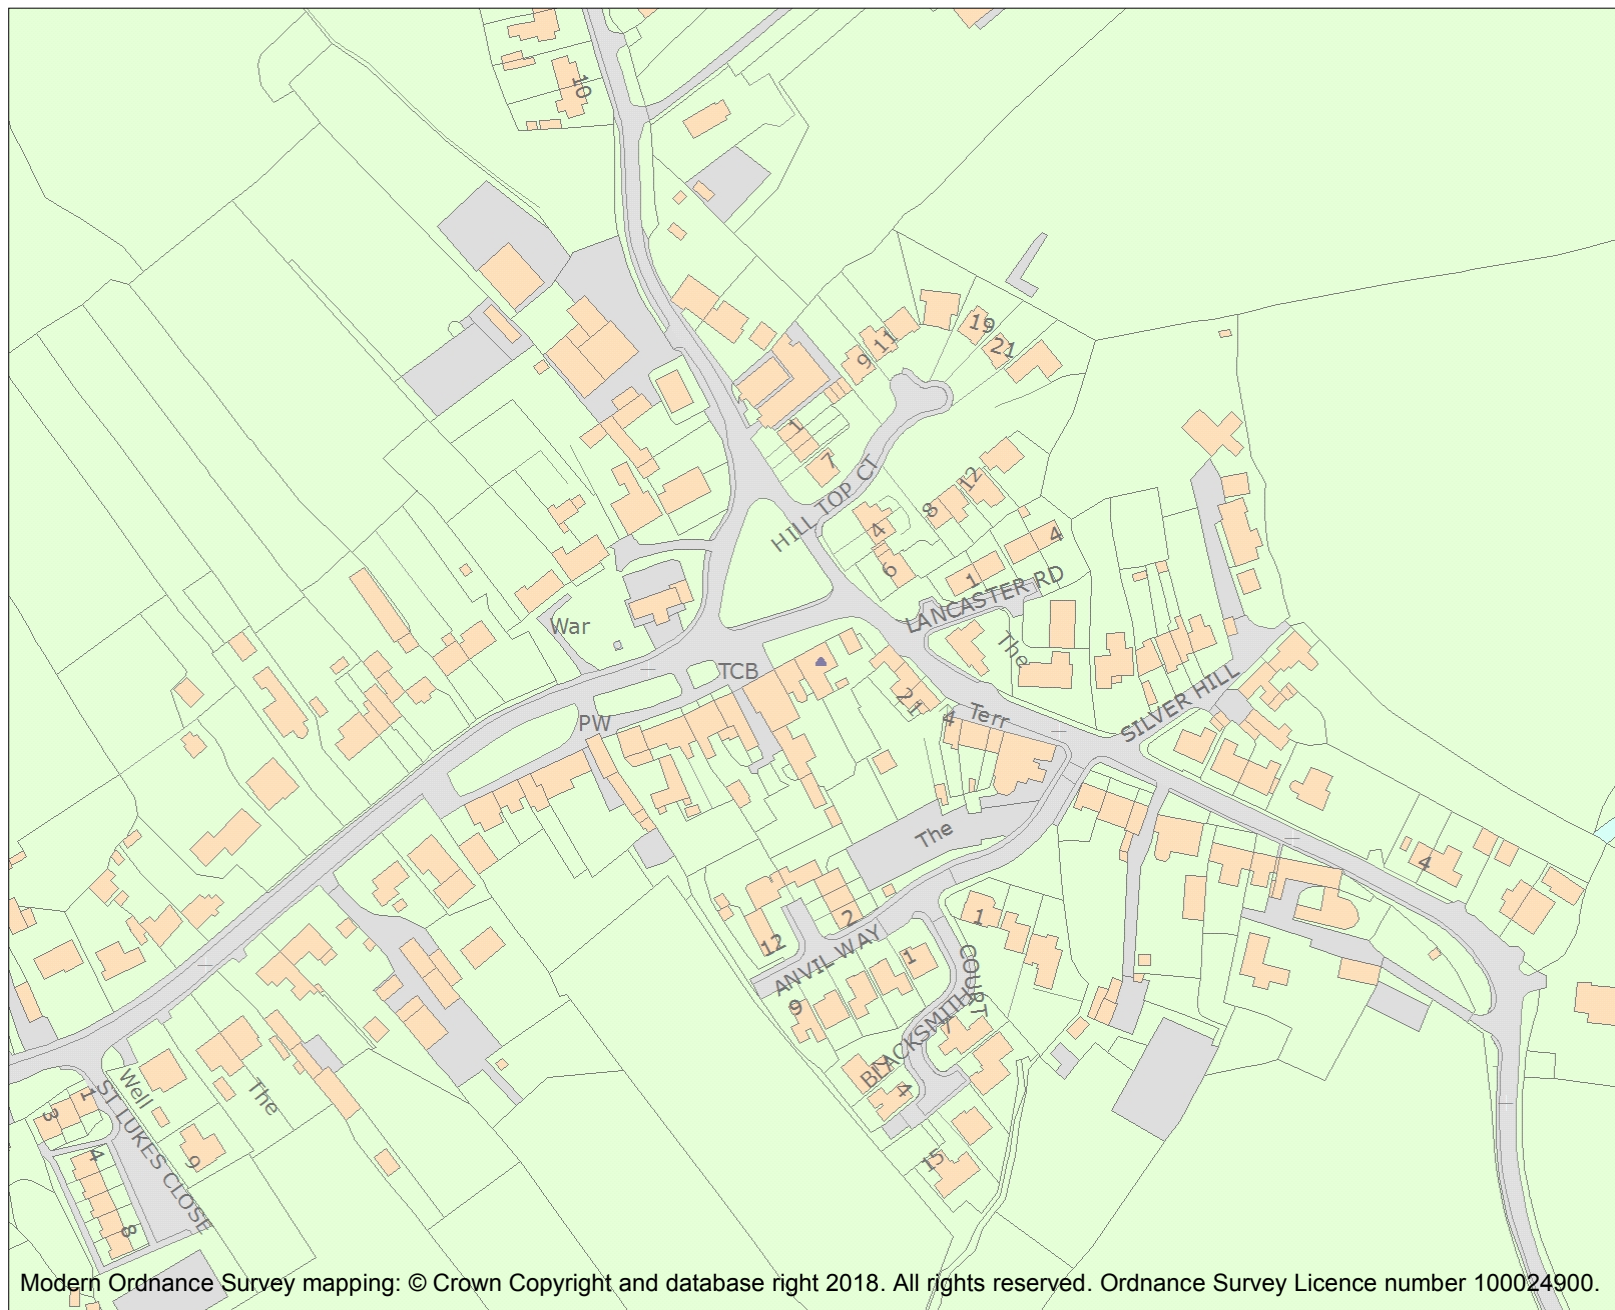 10
19
21
11
9
1
7
HILL TOP CT
12
8
4
4
6
1
LANCASTER RD
War
The
TCB
SILVER HILL
21
4
Terr
PW
The
4
2
12
1
ANVIL WAY
1
COURT
9
7
BLACKSMITH
4
Well
The
1
3
ST LUKES CLOSE
4
9
15
8
Modern Ordnance Survey mapping: © Crown Copyright and database right 2018. All rights reserved. Ordnance Survey Licence number 100024900.